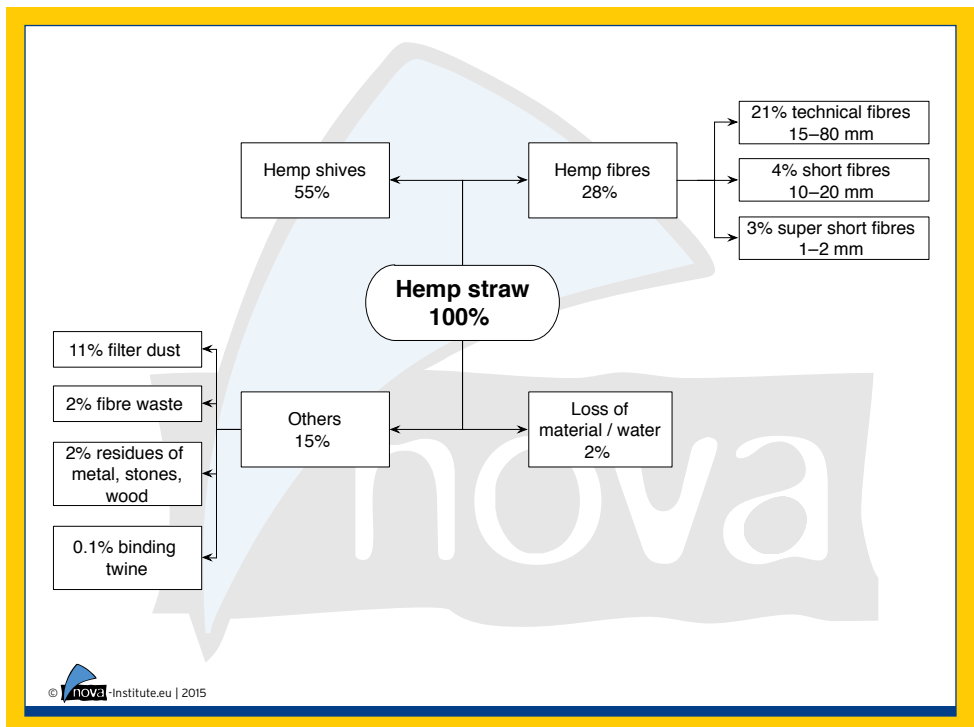 21% technical fibres
15–80 mm
Hemp shives
55%
Hemp fibres
28%
4% short fibres
10–20 mm
3% super short fibres
1–2 mm
Hemp straw
100%
11% filter dust
2% fibre waste
Others
15%
Loss of
material / water
2%
2% residues of
metal, stones,
wood
0.1% binding
twine
nova
© nova-Institute.eu | 2015